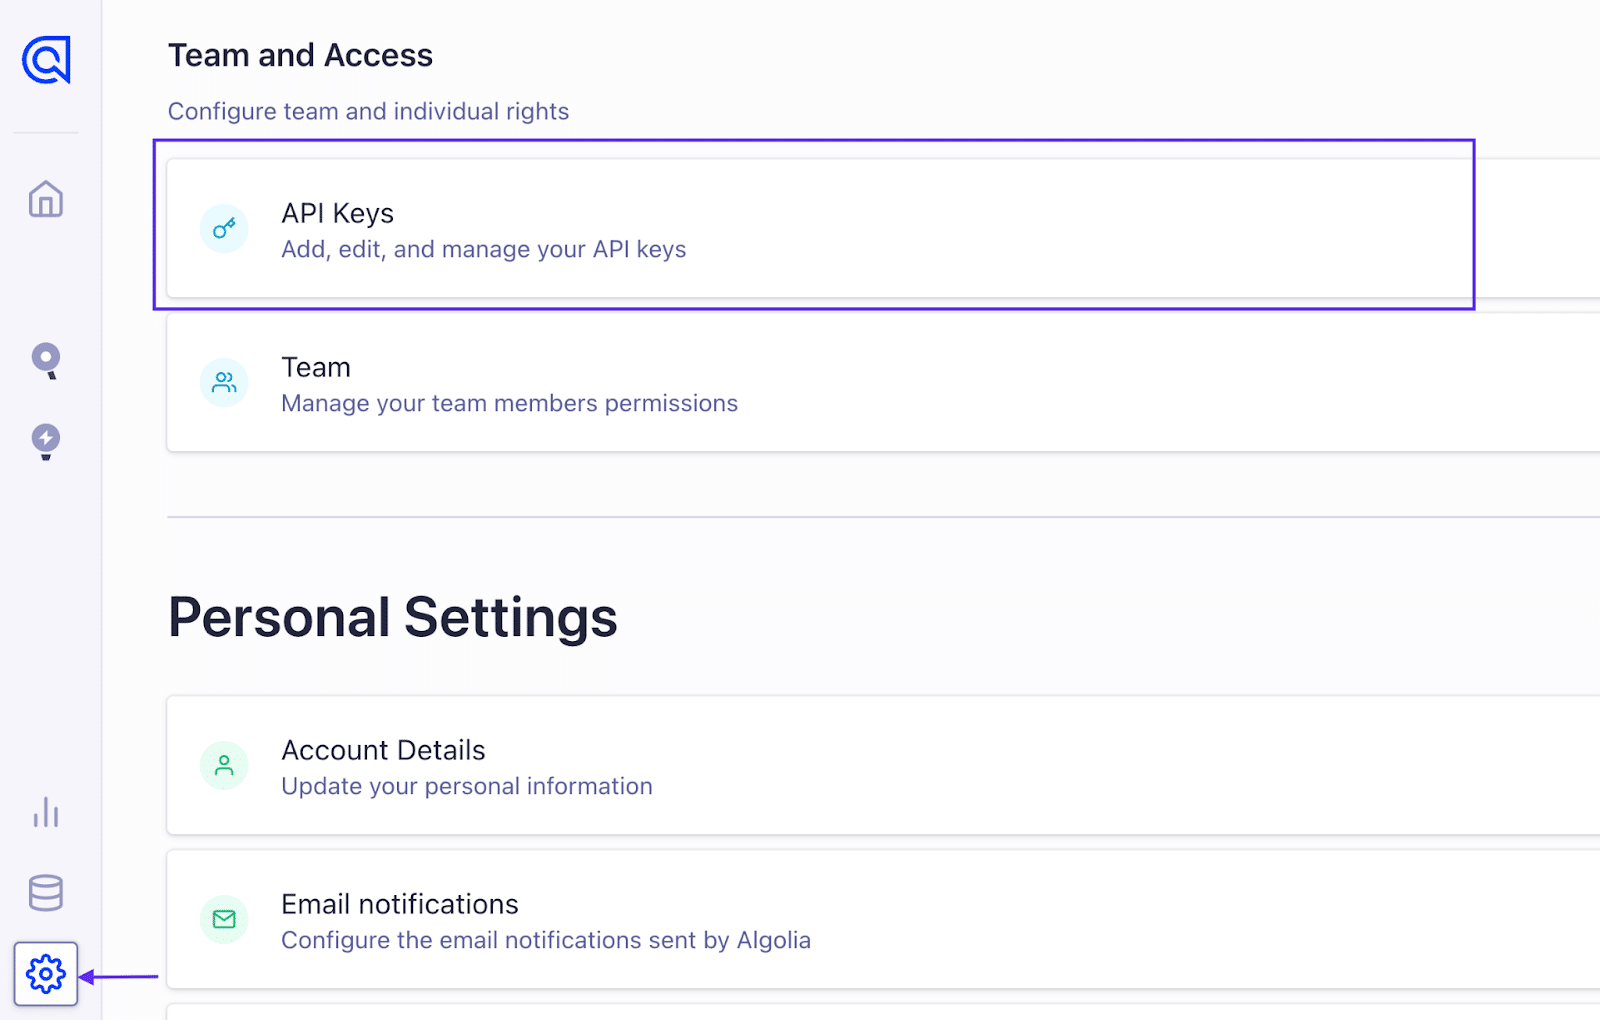 Team and Access
Configure team and individual rights
API Keys
Add, edit, and manage your API keys
Team
Manage your team members permissions
Personal Settings
Account Details
Update your personal information
Email notifications
Configure the email notifications sent by Algolia